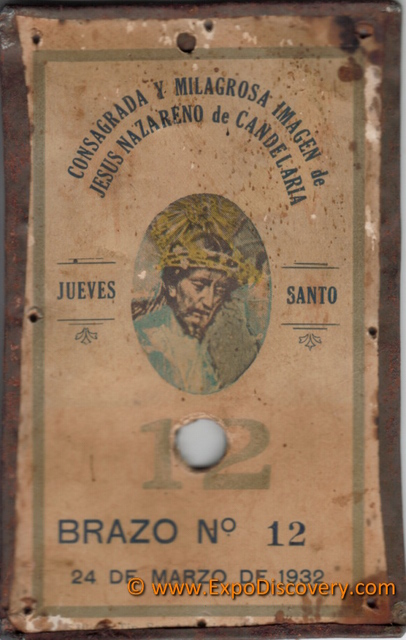 CONSAGRADA Y MILAGROSA IMAGEN de
JESUS NAZARENO de CANDELARIA
JUEVES SANTO
12
BRAZO Nº 12
24 DE MARZO DE 1932
© www.ExpoDiscovery.com